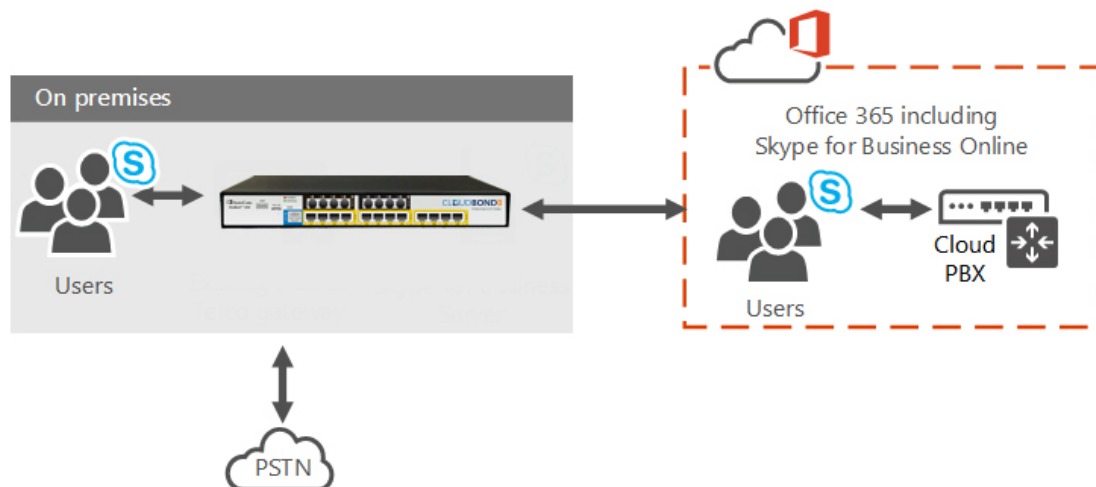 On premises
Users
CLOUDBOND
Office 365 including
Skype for Business Online
Users
Cloud
PBX
PSTN